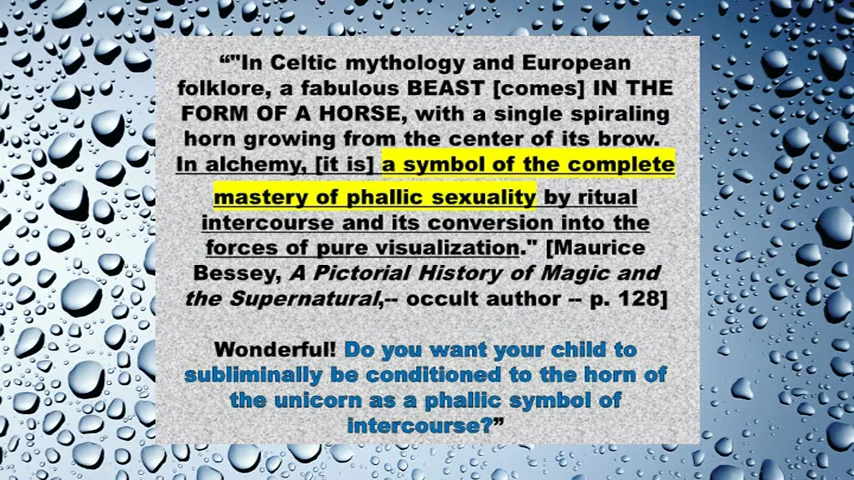 “"In Celtic mythology and European
folklore, a fabulous BEAST [comes] IN THE
FORM OF A HORSE, with a single spiraling
horn growing from the center of its brow.
In alchemy, [it is] a symbol of the complete
mastery of phallic sexuality by ritual
intercourse and its conversion into the
forces of pure visualization." [Maurice
Bessey, A Pictorial History of Magic and
the Supernatural,-- occult author -- p. 128]
Wonderful! Do you want your child to
subliminally be conditioned to the horn of
the unicorn as a phallic symbol of
intercourse?”